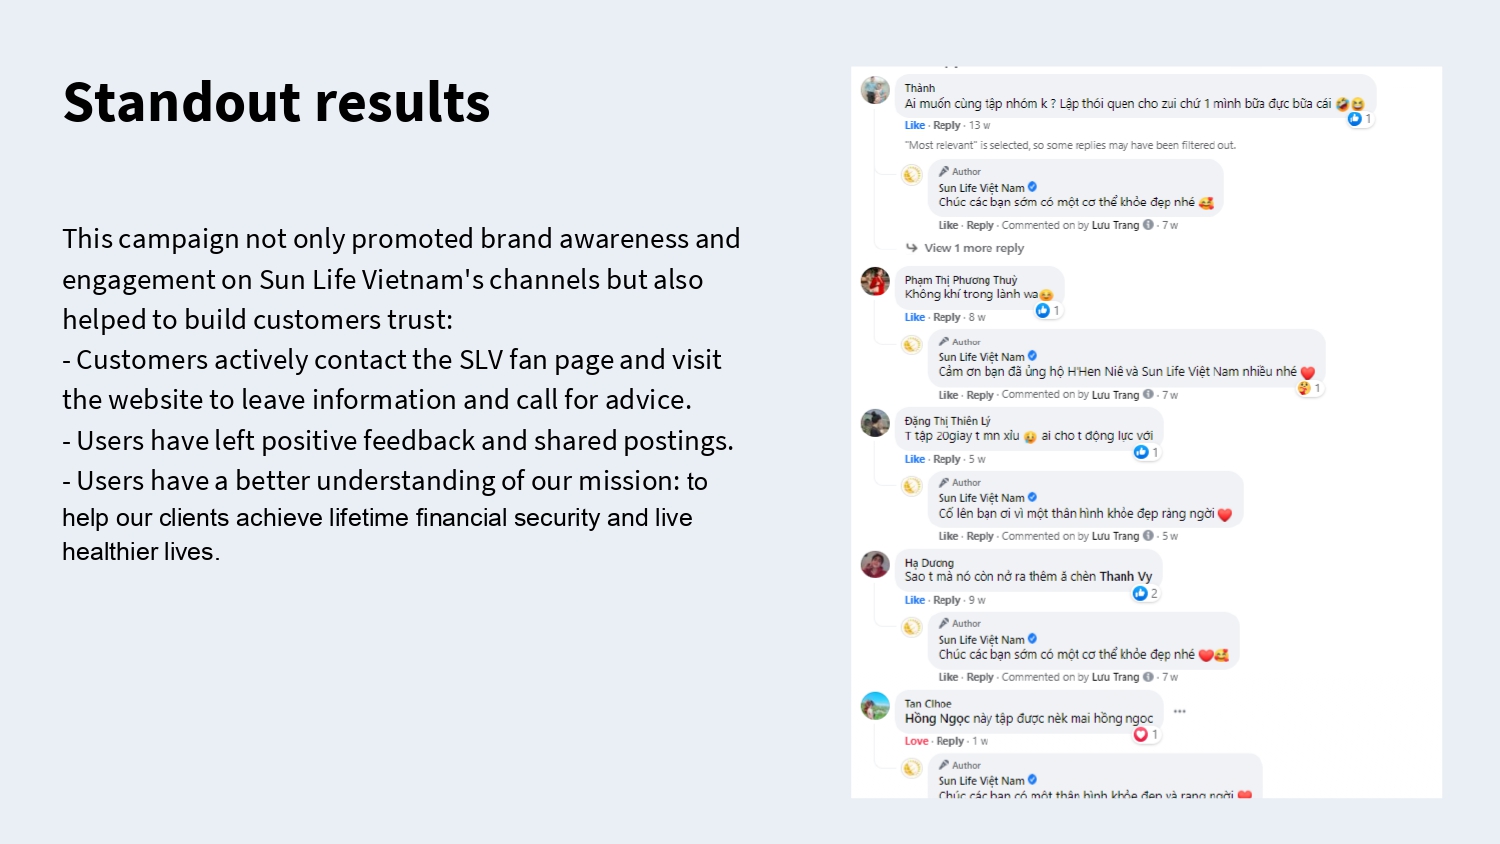 Standout results
This campaign not only promoted brand awareness and
engagement on Sun Life Vietnam's channels but also
helped to build customers trust:
- Customers actively contact the SLV fan page and visit
the website to leave information and call for advice.
- Users have left positive feedback and shared postings.
- Users have a better understanding of our mission: to
help our clients achieve lifetime financial security and live
healthier lives.
Thành
Ai muốn cùng tập nhóm k ? Lập thói quen cho zui chứ 1 mình bữa đực bữa cái 🤣😆
1
Like · Reply · 13 w
"Most relevant" is selected, so some replies may have been filtered out.
Author
Sun Life Việt Nam
Chúc các bạn sớm có một cơ thể khỏe đẹp nhé 🥰
Like · Reply · Commented on by Lưu Trang · 7 w
View 1 more reply
Phạm Thị Phương Thuỳ
Không khí trong lành wa
1
Like · Reply · 8 w
Author
Sun Life Việt Nam
Cảm ơn bạn đã ủng hộ H'Hen Niê và Sun Life Việt Nam nhiều nhé ❤️
1
Like · Reply · Commented on by Lưu Trang · 7 w
Đặng Thị Thiên Lý
T tập 20giay t mn xỉu 😥 ai cho t động lực với
1
Like · Reply · 5 w
Author
Sun Life Việt Nam
Cố lên bạn ơi vì một thân hình khỏe đẹp rạng ngời ❤️
Like · Reply · Commented on by Lưu Trang · 5 w
Hạ Dương
Sao t mà nó còn nở ra thêm ă chèn Thanh Vy
2
Like · Reply · 9 w
Author
Sun Life Việt Nam
Chúc các bạn sớm có một cơ thể khỏe đẹp nhé ❤️🥰
Like · Reply · Commented on by Lưu Trang · 7 w
Tan Clhoe
Hồng Ngọc này tập được nèk mai hồng ngoc
1
Love · Reply · 1 w
Author
Sun Life Việt Nam
Chúc các bạn có một thân hình khỏe đẹp và rạng ngời ❤️